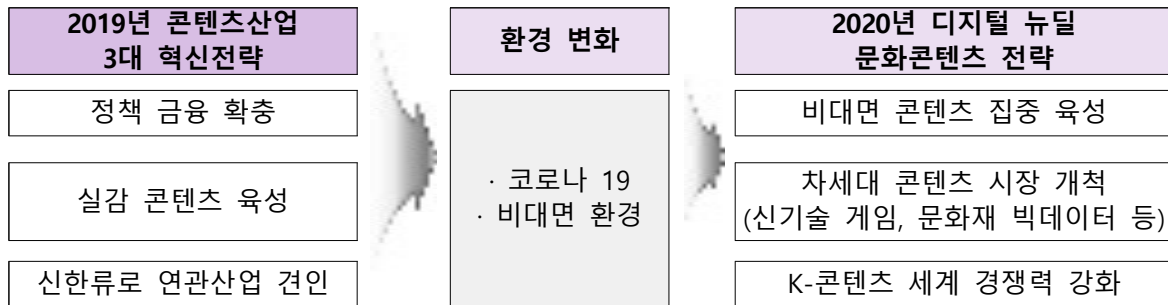 2019년 콘텐츠산업
3대 혁신전략
정책 금융 확충
실감 콘텐츠 육성
신한류로 연관산업 견인
환경 변화
· 코로나 19
· 비대면 환경
2020년 디지털 뉴딜
문화콘텐츠 전략
비대면 콘텐츠 집중 육성
차세대 콘텐츠 시장 개척
(신기술 게임, 문화재 빅데이터 등)
K-콘텐츠 세계 경쟁력 강화